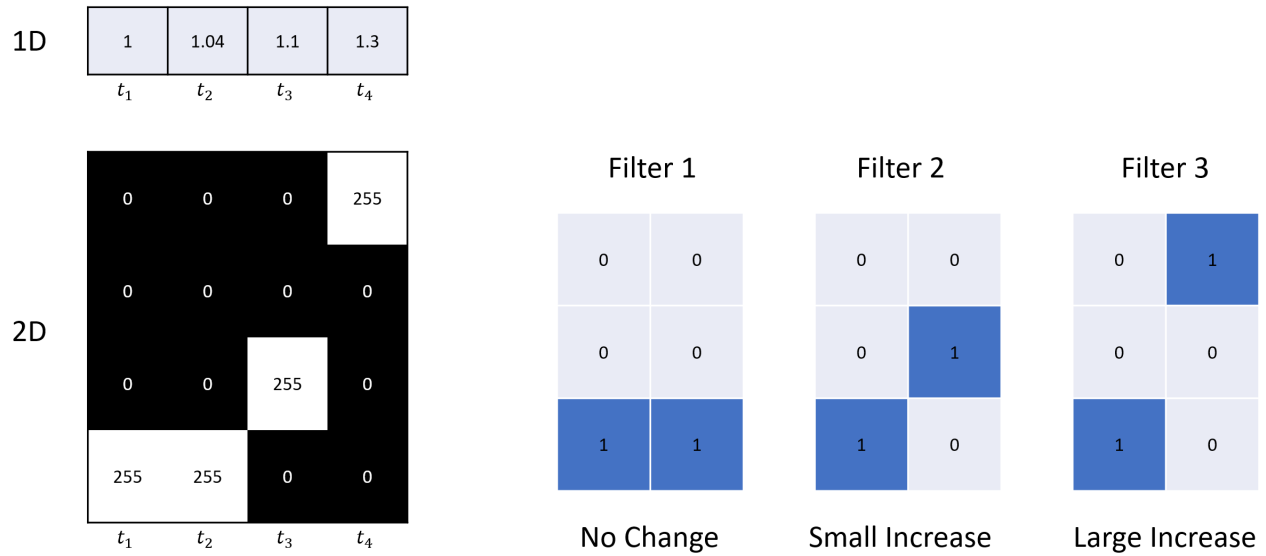 1D
1 1.04 1.1 1.3
t₁ t₂ t₃ t₄
2D
0 0 0 255
0 0 0 0
0 0 255 0
255 255 0 0
t₁ t₂ t₃ t₄
Filter 1
0 0
0 0
1 1
No Change
Filter 2
0 0
0 1
1 0
Small Increase
Filter 3
0 1
0 0
1 0
Large Increase